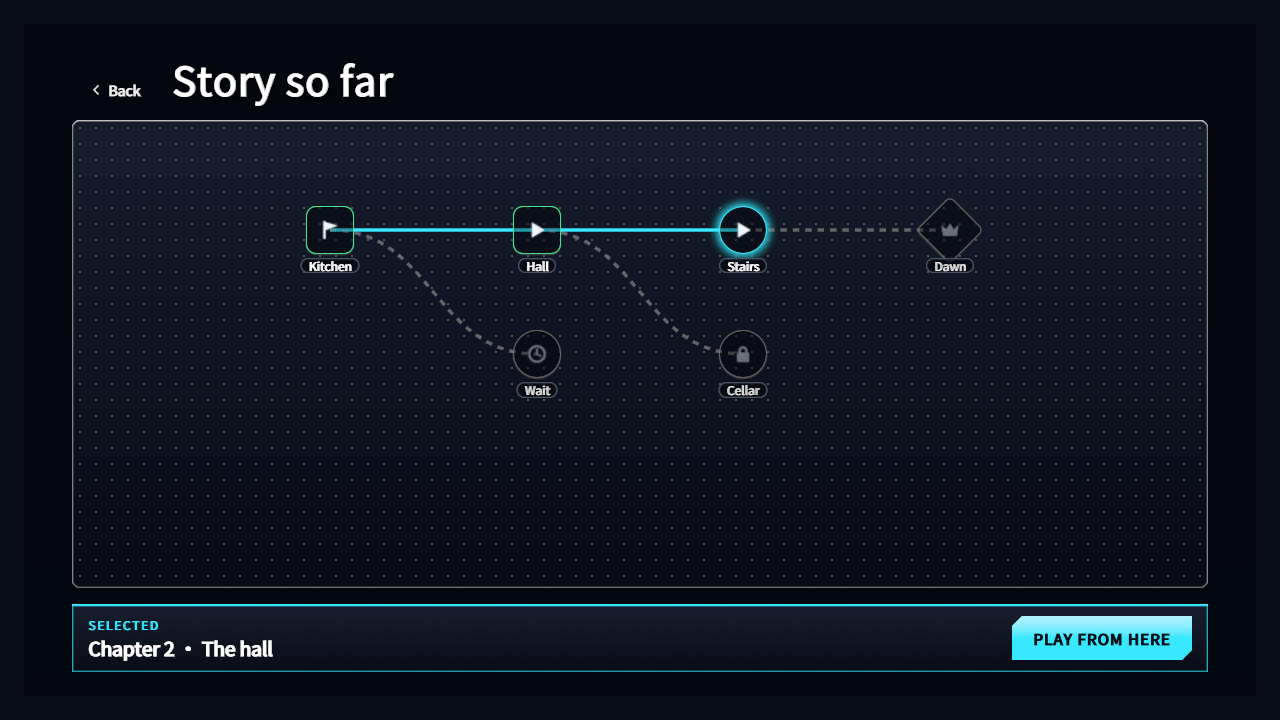 Back
Story so far
Kitchen
Hall
Stairs
Dawn
Wait
Cellar
SELECTED
Chapter 2 • The hall
PLAY FROM HERE